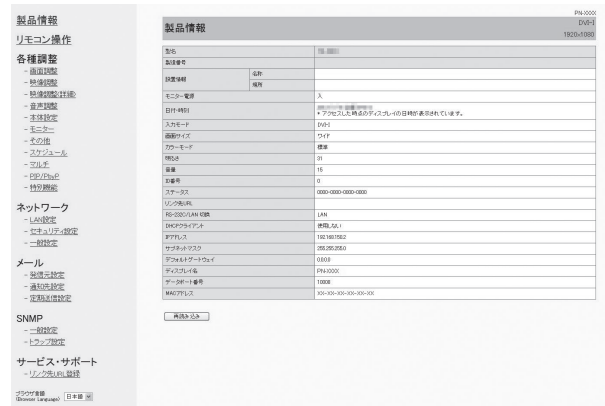 製品情報
リモコン操作
各種調整
- 画面調整
- 映像調整
- 映像調整(詳細)
- 音声調整
- 本体設定
- モニター
- その他
- スケジュール
- マルチ
- PIP/PbyP
- 特別機能
ネットワーク
- LAN設定
- セキュリティ設定
- 一般設定
メール
- 発信元設定
- 通知先設定
- 定期送信設定
SNMP
- 一般設定
- トラップ設定
サービス・サポート
- リンク先URL登録
ブラウザ言語
(Browser Language) 日本語
PN-XXXX
製品情報 DVI-I
1920×1080
型名
製造番号
設置情報 名称
場所
モニター電源 入
日付・時刻
* アクセスした時点のディスプレイの日時が表示されています。
入力モード DVI-I
画面サイズ ワイド
カラーモード 標準
明るさ 31
音量 15
ID番号 0
ステータス 0000-0000-0000-0000
リンク先URL
RS-232C/LAN 切換 LAN
DHCPクライアント 使用しない
IPアドレス 192.168.150.2
サブネットマスク 255.255.255.0
デフォルトゲートウェイ 0.0.0.0
ディスプレイ名 PN-XXXX
データポート番号 10008
MACアドレス XX-XX-XX-XX-XX-XX
再読み込み